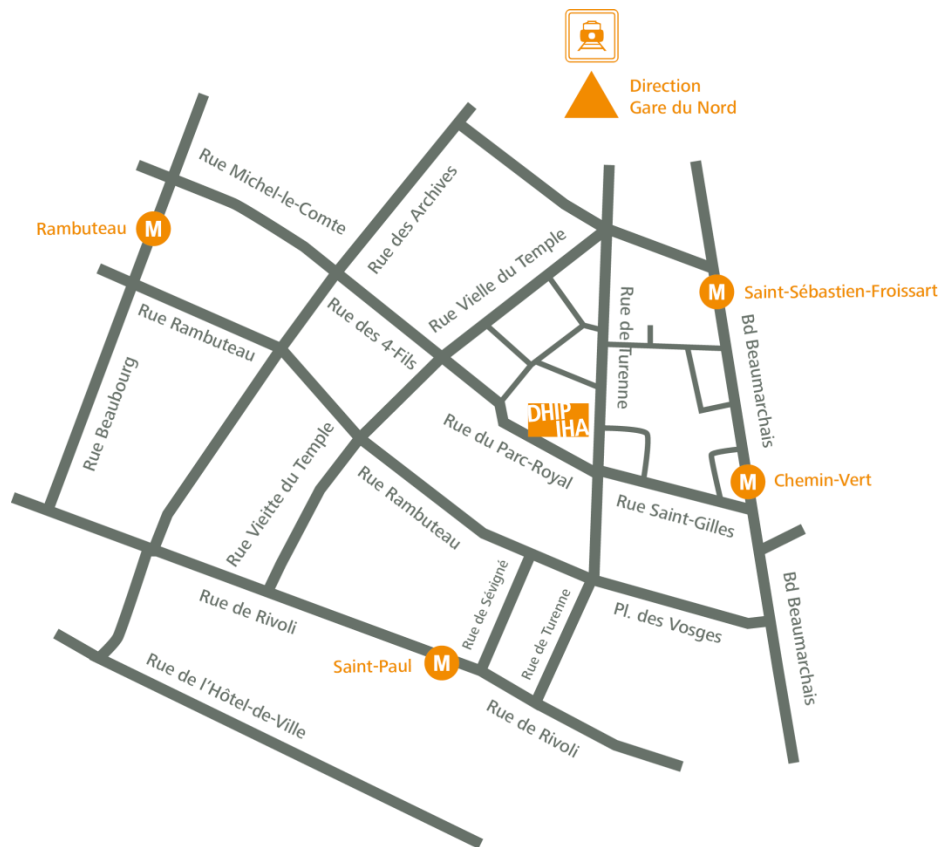 Direction
Gare du Nord
Rue Michel-le-Comte
Rue des Archives
Rambuteau
M
Rue Vielle du Temple
M
Saint-Sébastien-Froissart
Rue Rambuteau
Rue des 4-Fils
Rue de Turenne
Bd Beaumarchais
Rue Beaubourg
DHIP
IHA
Rue du Parc-Royal
Rue Vieitte du Temple
Rue Rambuteau
M
Chemin-Vert
Rue Saint-Gilles
Rue de Sévigné
Rue de Turenne
Pl. des Vosges
Bd Beaumarchais
Rue de Rivoli
Saint-Paul
M
Rue de l'Hôtel-de-Ville
Rue de Rivoli